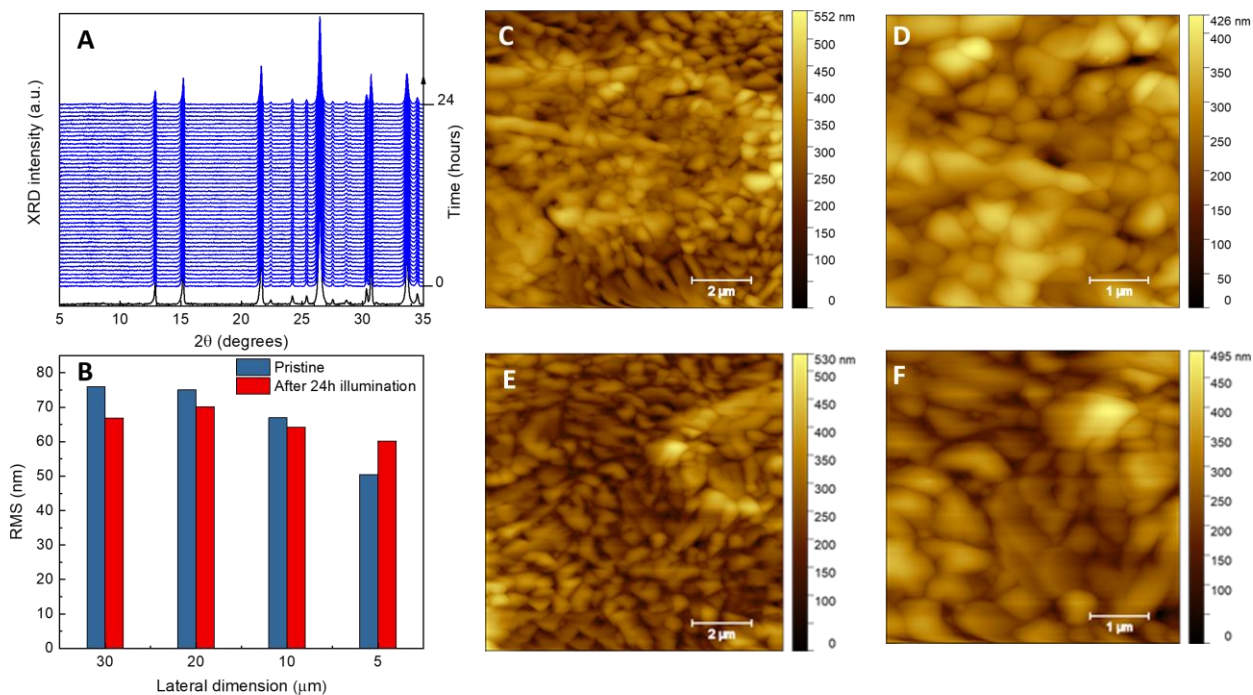 A
XRD intensity (a.u.)
24
0
Time (hours)
5 10 15 20 25 30 35
2θ (degrees)
B
Pristine
After 24h illumination
80
70
60
50
40
30
20
10
0
RMS (nm)
30 20 10 5
Lateral dimension (μm)
C
2 μm
552 nm
500
450
400
350
300
250
200
150
100
0
D
1 μm
426 nm
400
350
300
250
200
150
100
50
0
E
2 μm
530 nm
500
450
400
350
300
250
200
150
100
0
F
1 μm
495 nm
450
400
350
300
250
200
150
100
0